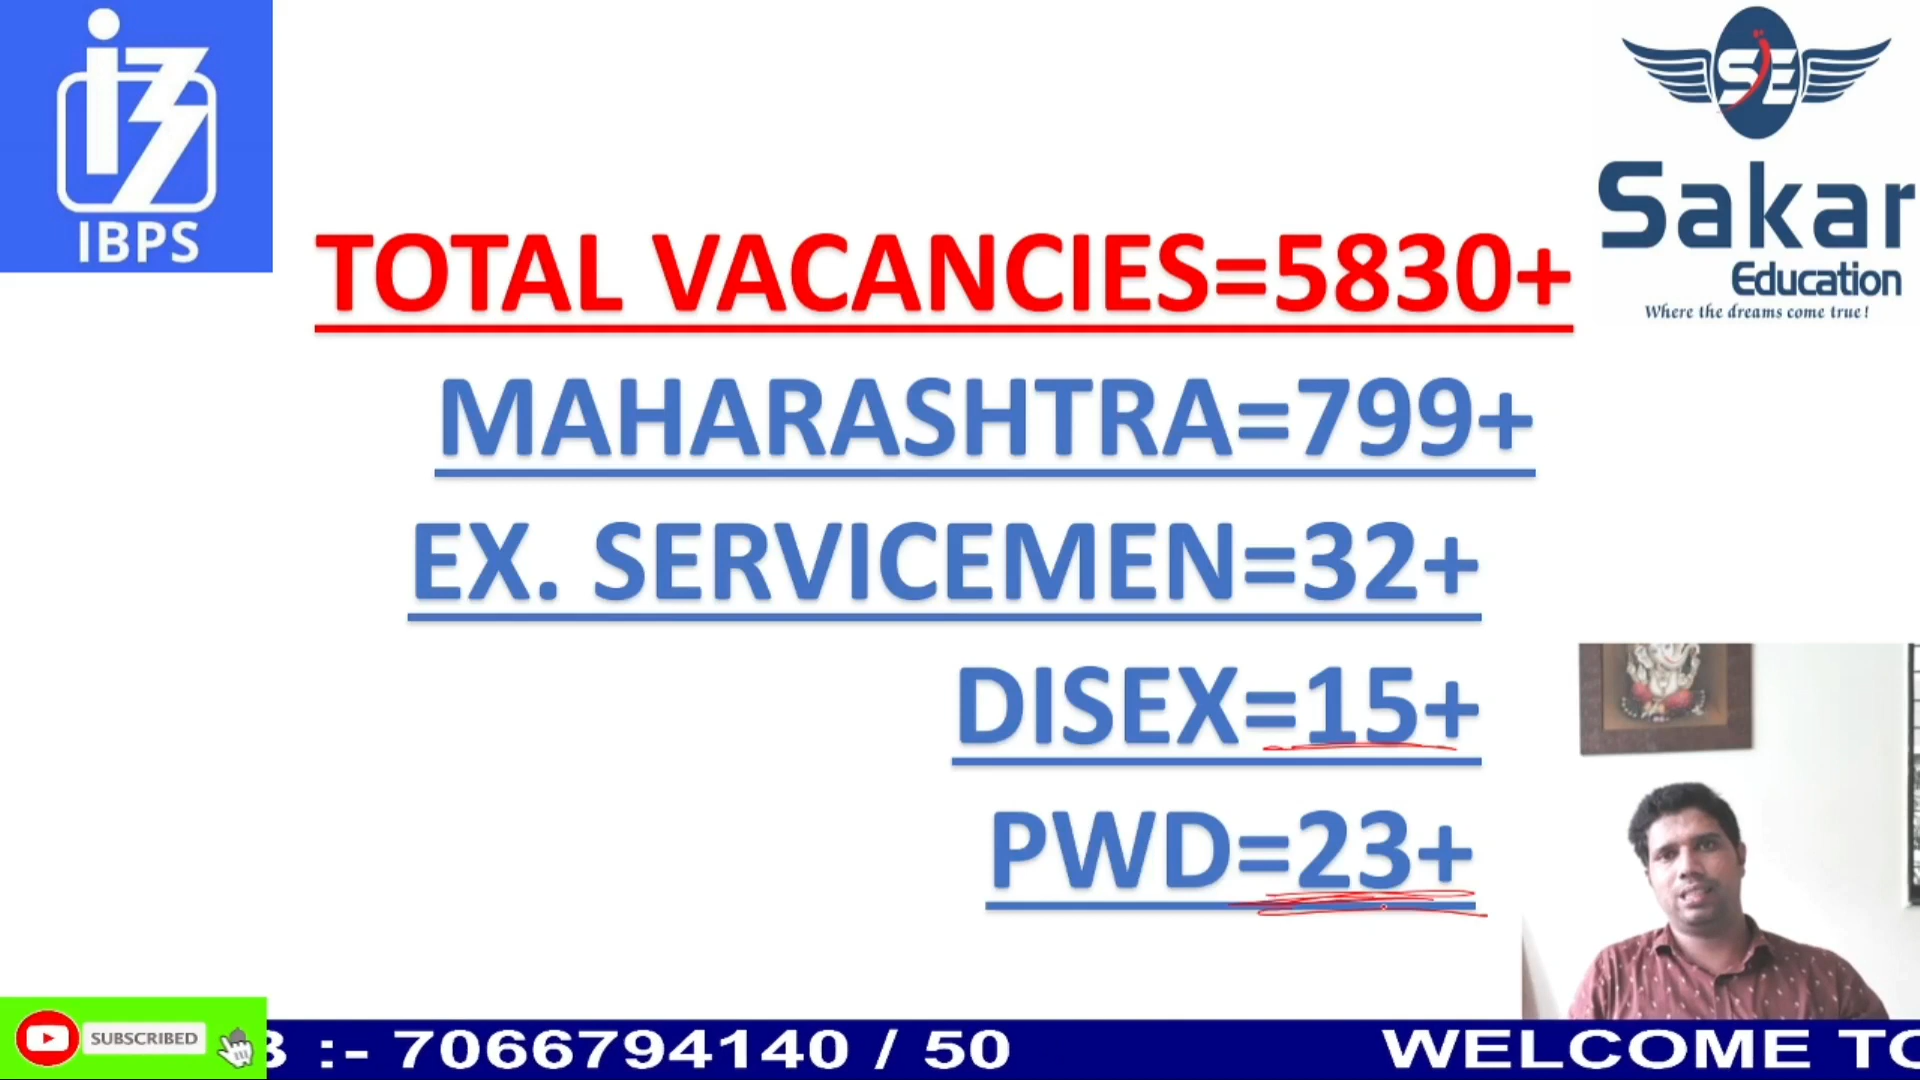 IBPS
SE
Sakar
Education
Where the dreams come true!
TOTAL VACANCIES=5830+
MAHARASHTRA=799+
EX. SERVICEMEN=32+
DISEX=15+
PWD=23+
SUBSCRIBED
:- 7066794140 / 50
WELCOME TO